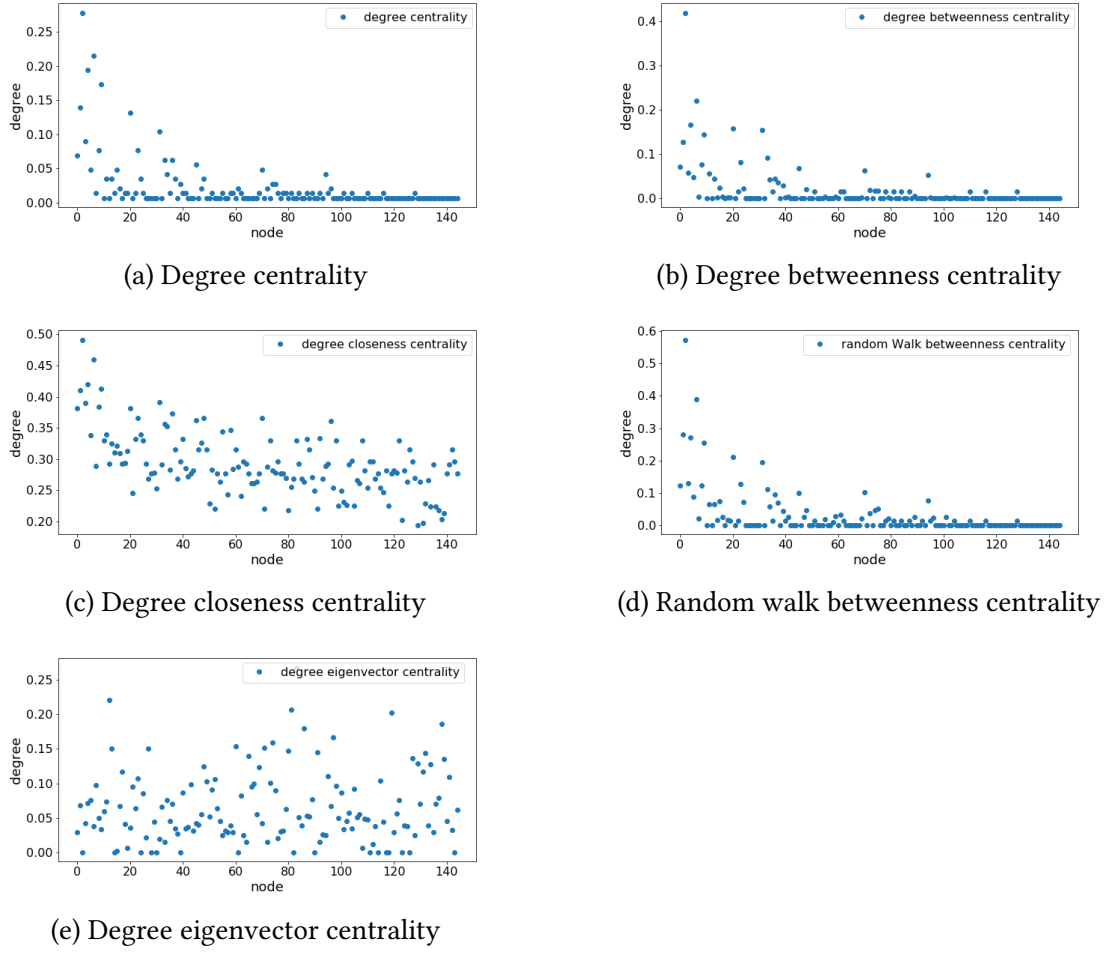 degree centrality
0.25
0.20
0.15
0.10
0.05
0.00
degree
0 20 40 60 80 100 120 140
node
(a) Degree centrality
degree betweenness centrality
0.4
0.3
0.2
0.1
0.0
degree
0 20 40 60 80 100 120 140
node
(b) Degree betweenness centrality
degree closeness centrality
0.50
0.45
0.40
0.35
0.30
0.25
0.20
degree
0 20 40 60 80 100 120 140
node
(c) Degree closeness centrality
random Walk betweenness centrality
0.6
0.5
0.4
0.3
0.2
0.1
0.0
degree
0 20 40 60 80 100 120 140
node
(d) Random walk betweenness centrality
degree eigenvector centrality
0.25
0.20
0.15
0.10
0.05
0.00
degree
0 20 40 60 80 100 120 140
node
(e) Degree eigenvector centrality